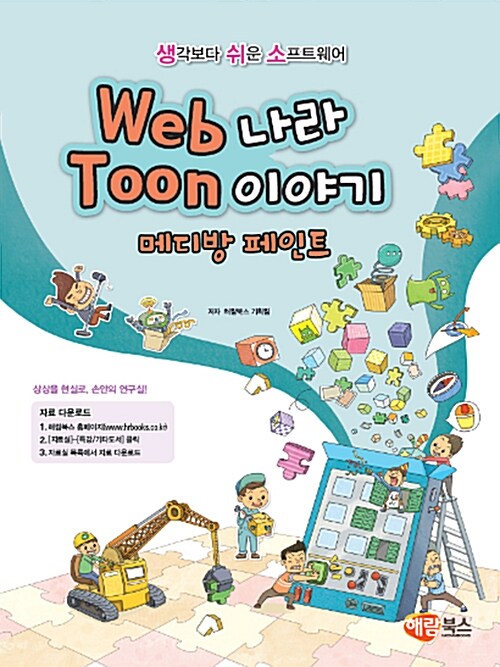 생각보다 쉬운 소프트웨어
Web 나라
Toon 이야기
메디방 페인트
저자 해람북스 기획팀
상상을 현실로, 손안의 연구실!
자료 다운로드
1. 해람북스 홈페이지(www.hrbooks.co.kr)
2. [자료실]-[특강/기타도서] 클릭
3. 자료실 목록에서 자료 다운로드
해람북스